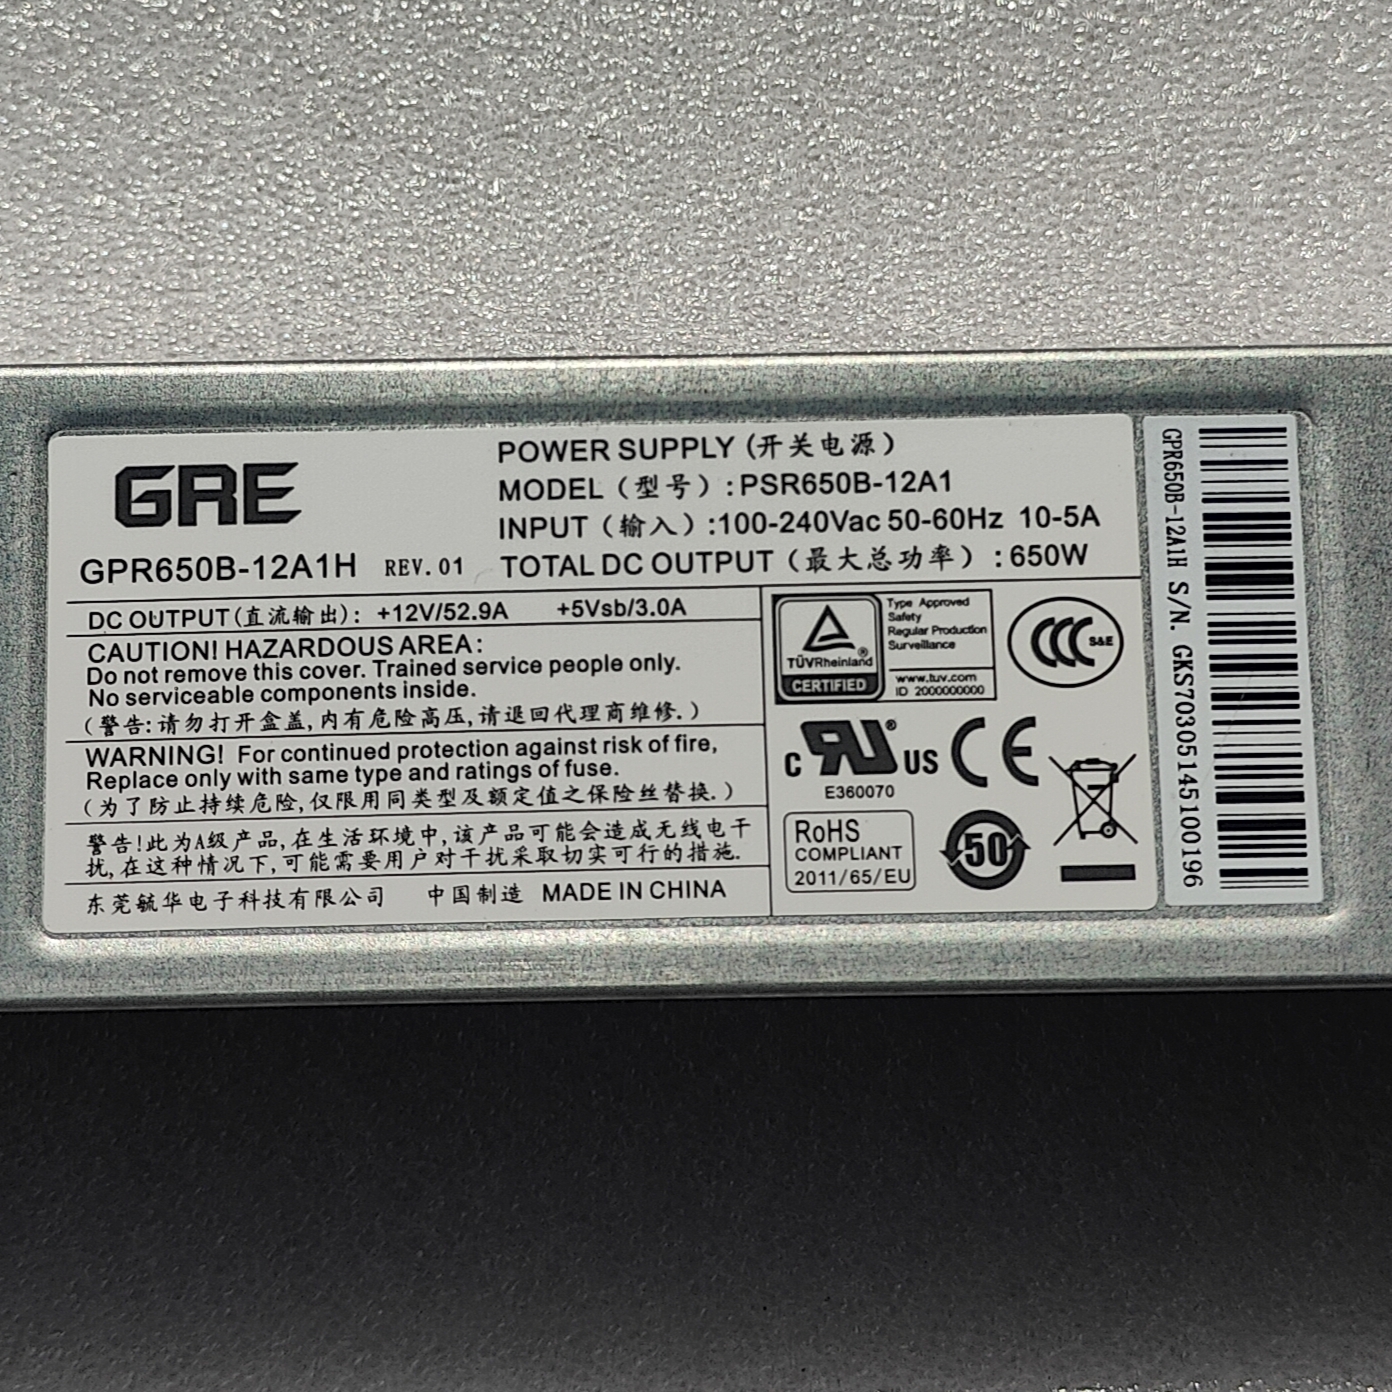 GRE
GPR650B-12A1H REV.01
POWER SUPPLY (开关电源)
MODEL (型号) :PSR650B-12A1
INPUT (输入) :100-240Vac 50-60Hz 10-5A
TOTAL DC OUTPUT (最大总功率) :650W
DC OUTPUT(直流输出): +12V/52.9A +5Vsb/3.0A
CAUTION! HAZARDOUS AREA:
Do not remove this cover. Trained service people only.
No serviceable components inside.
(警告:请勿打开盒盖,内有危险高压,请退回代理商维修.)
WARNING! For continued protection against risk of fire,
Replace only with same type and ratings of fuse.
(为了防止持续危险,仅限用同类型及额定值之保险丝替换.)
警告!此为A级产品,在生活环境中,该产品可能会造成无线电干
扰,在这种情况下,可能需要用户对干扰采取切实可行的措施.
东莞毓华电子科技有限公司 中国制造 MADE IN CHINA
TÜVRheinland®
CERTIFIED
Type Approved
Safety
Regular Production
Surveillance
www.tuv.com
ID 2000000000
CCC S&E
c RU® US
E360070
CE
RoHS
COMPLIANT
2011/65/EU
50
GPR650B-12A1H S/N. GKS70305145100196